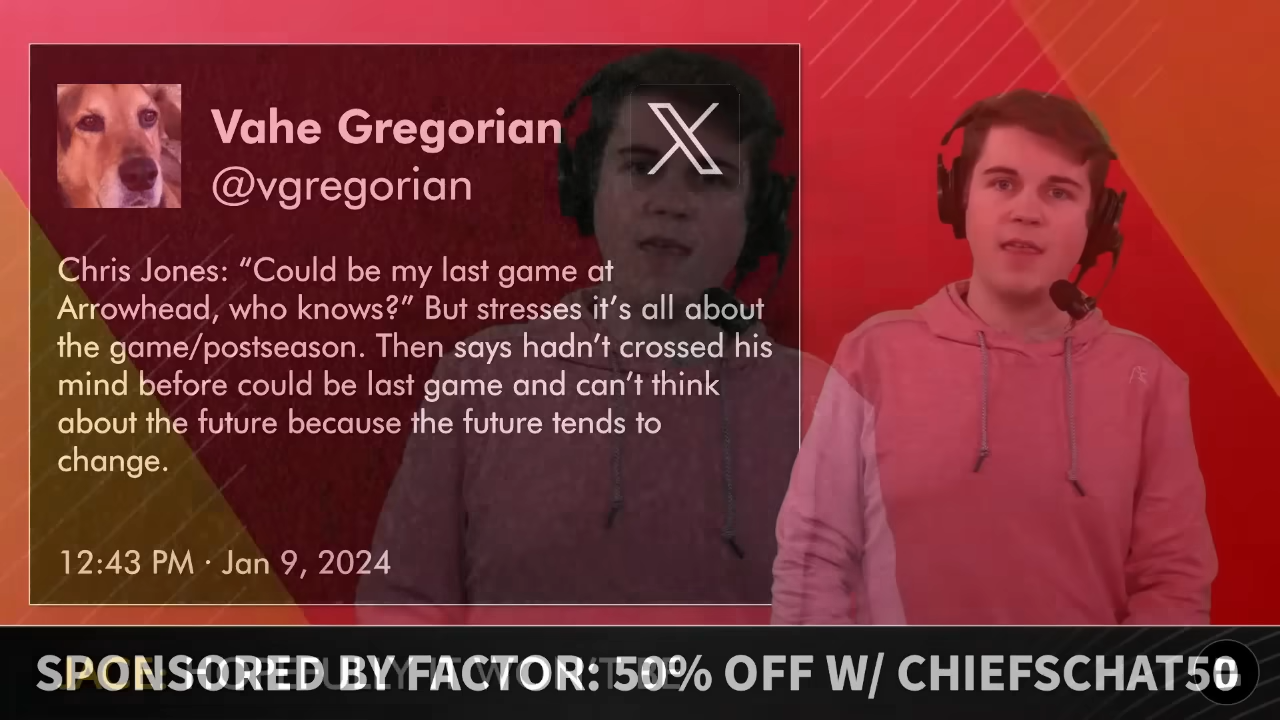 Vahe Gregorian
@vgregorian
Chris Jones: “Could be my last game at
Arrowhead, who knows?” But stresses it’s all about
the game/postseason. Then says hadn’t crossed his
mind before could be last game and can’t think
about the future because the future tends to
change.
12:43 PM · Jan 9, 2024
SPONSORED BY FACTOR: 50% OFF W/ CHIEFSCHAT50